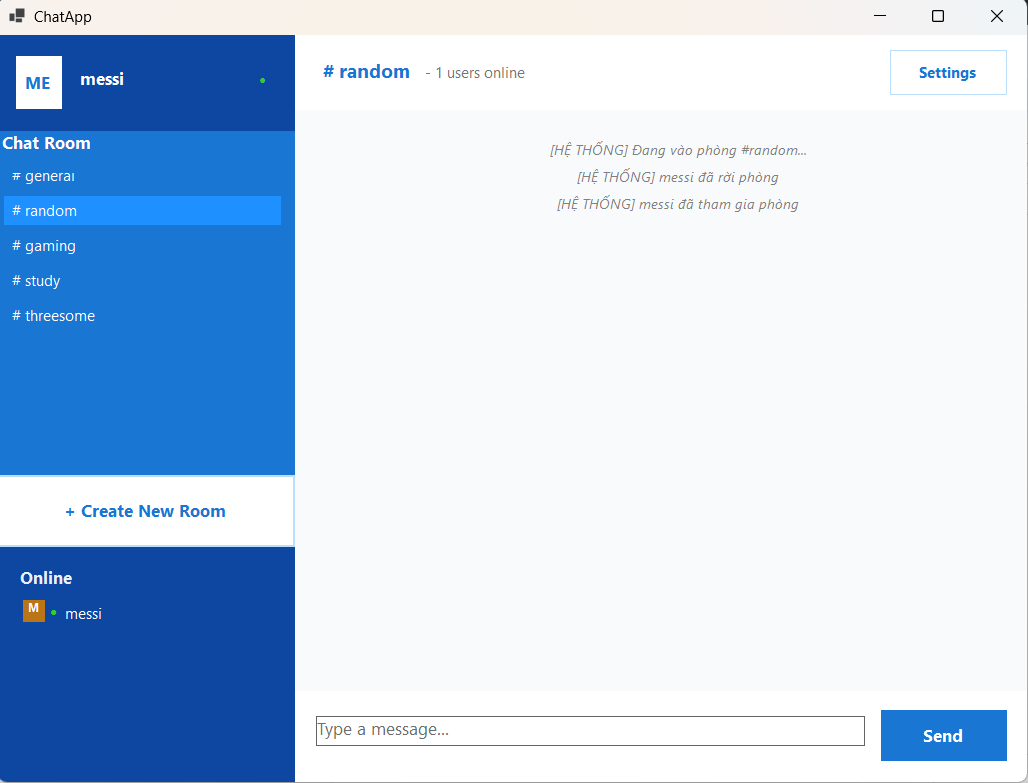 ChatApp
ME
messi
Chat Room
# general
# random
# gaming
# study
# threesome
+ Create New Room
Online
M
messi
# random - 1 users online
Settings
[HỆ THỐNG] Đang vào phòng #random...
[HỆ THỐNG] messi đã rời phòng
[HỆ THỐNG] messi đã tham gia phòng
Type a message...
Send